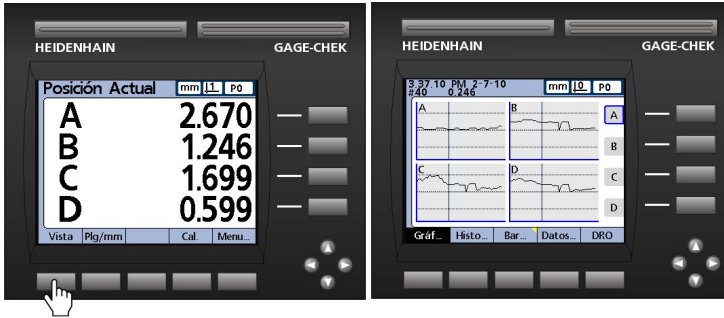 HEIDENHAIN GAGE-CHEK
Posición Actual mm 1 P0
A 2.670
B 1.246
C 1.699
D 0.599
Vista Plg/mm Cal. Menu...
HEIDENHAIN GAGE-CHEK
3.37.10 PM 2-7-10 mm 0 P0
#40 0.246
A B A
B
C D C
D
Gráf... Histo... Bar... Datos... DRO